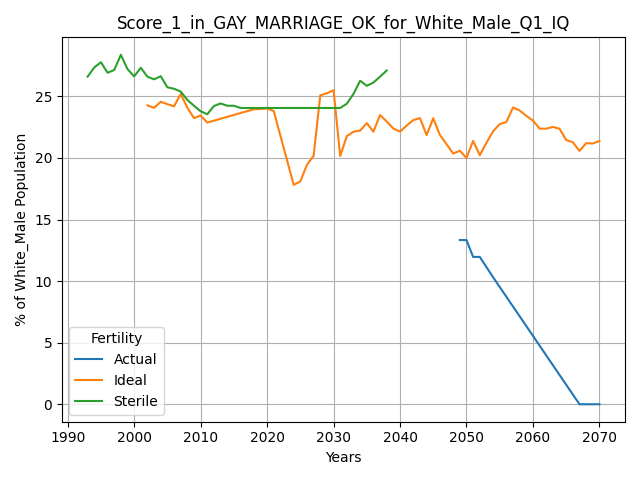 Score_1_in_GAY_MARRIAGE_OK_for_White_Male_Q1_IQ
% of White_Male Population
25
20
15
10
5
0
Fertility
Actual
Ideal
Sterile
1990 2000 2010 2020 2030 2040 2050 2060 2070
Years